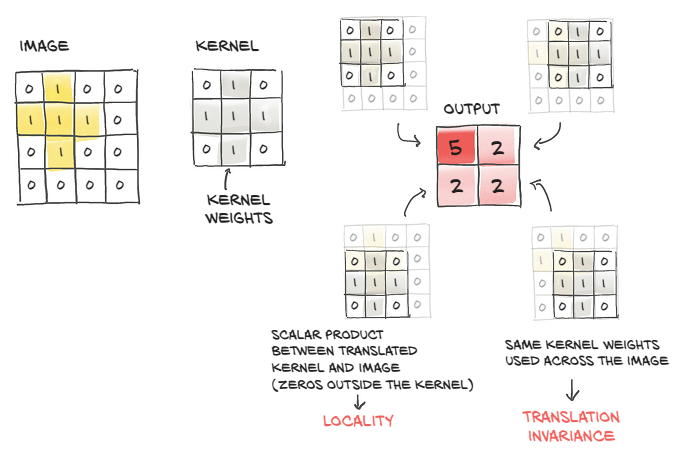 IMAGE
0 1 0 0
1 1 1 0
0 1 0 0
0 0 0 0
KERNEL
0 1 0
1 1 1
0 1 0
KERNEL
WEIGHTS
0 1 0 0
1 1 1 0
0 1 0 0
0 0 0 0
0 0 1 0
1 1 1 1
0 0 1 0
0 0 0 0
OUTPUT
5 2
2 2
0 1 0 0
0 1 0 0
1 1 1 0
0 1 0 0
0 1 0 0
1 0 1 0
0 1 1 1
0 0 1 0
SCALAR PRODUCT
BETWEEN TRANSLATED
KERNEL AND IMAGE
(ZEROS OUTSIDE THE KERNEL)
LOCALITY
SAME KERNEL WEIGHTS
USED ACROSS THE IMAGE
TRANSLATION
INVARIANCE